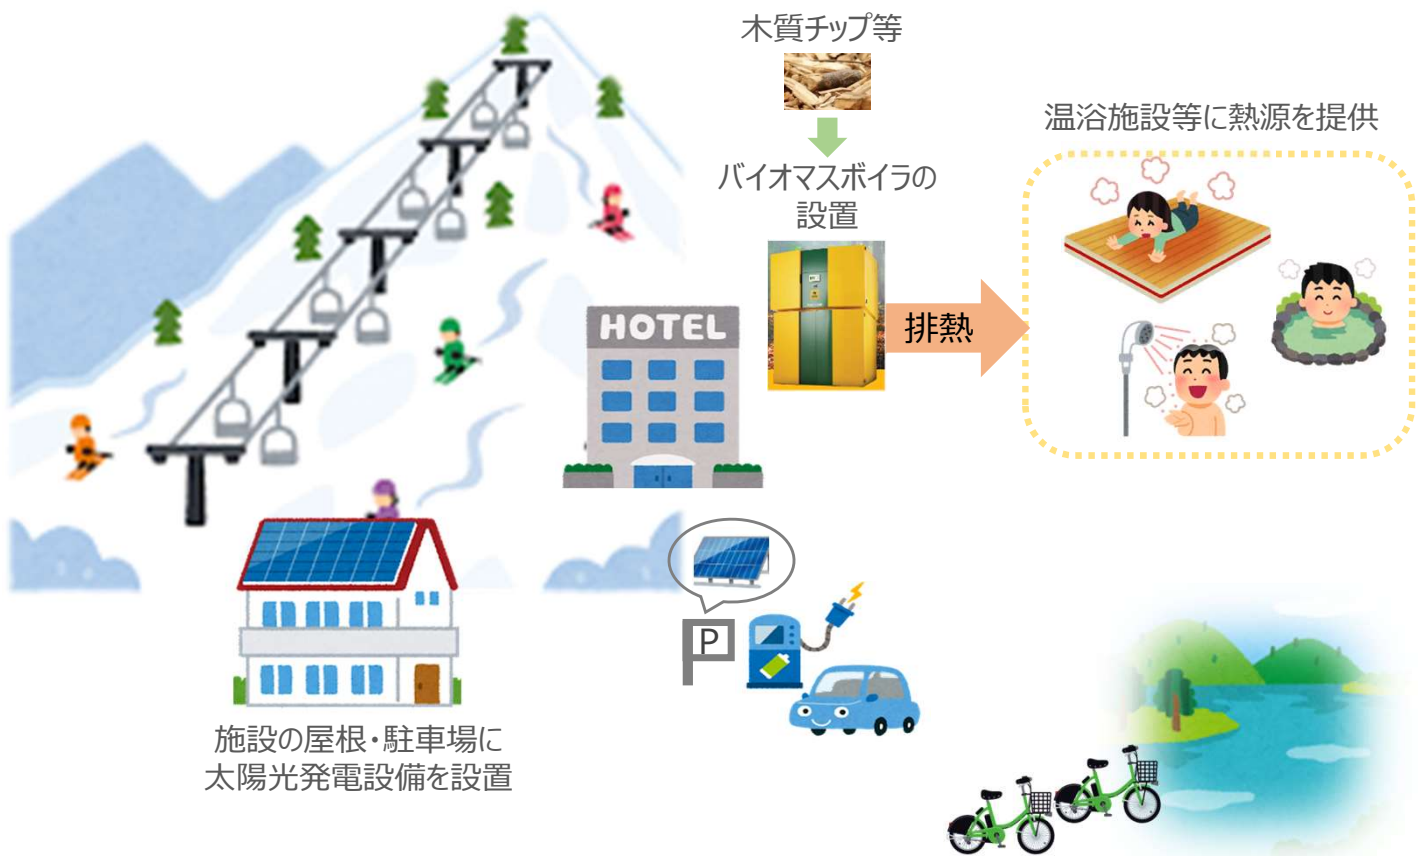 木質チップ等
バイオマスボイラの
設置
温浴施設等に熱源を提供
排熱
HOTEL
P
施設の屋根・駐車場に
太陽光発電設備を設置